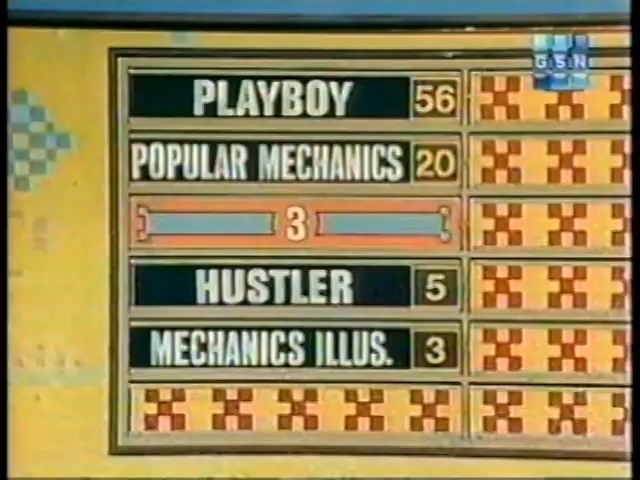 GSN
PLAYBOY 56
POPULAR MECHANICS 20
3
HUSTLER 5
MECHANICS ILLUS. 3